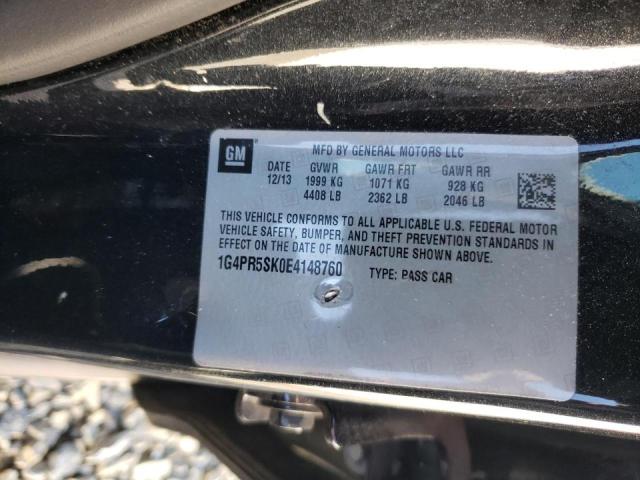 GM
MFD BY GENERAL MOTORS LLC
DATE GVWR GAWR FRT GAWR RR
12/13 1999 KG 1071 KG 928 KG
4408 LB 2362 LB 2046 LB
THIS VEHICLE CONFORMS TO ALL APPLICABLE U.S. FEDERAL MOTOR
VEHICLE SAFETY, BUMPER, AND THEFT PREVENTION STANDARDS IN
EFFECT ON THE DATE OF MANUFACTURE SHOWN ABOVE.
1G4PR5SK0E4148760 TYPE: PASS CAR